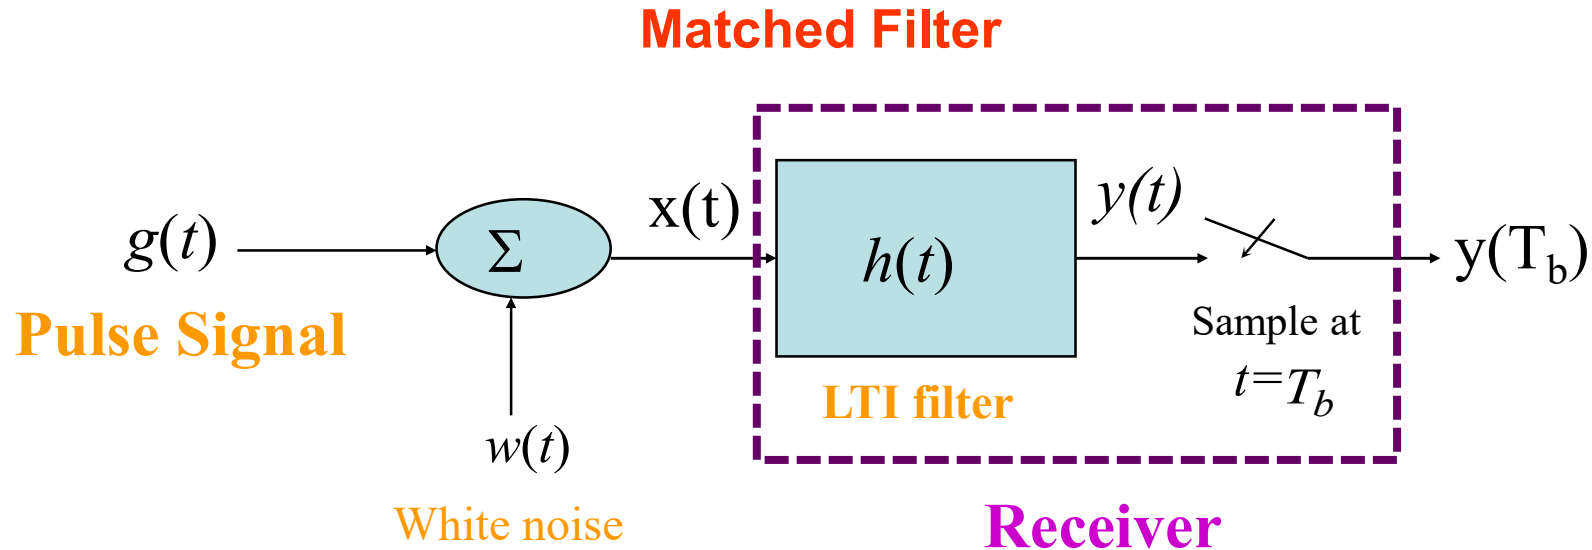 Matched Filter
g(t)
Pulse Signal
Σ
w(t)
White noise
x(t)
h(t)
LTI filter
y(t)
Sample at
t=T_b
y(T_b)
Receiver